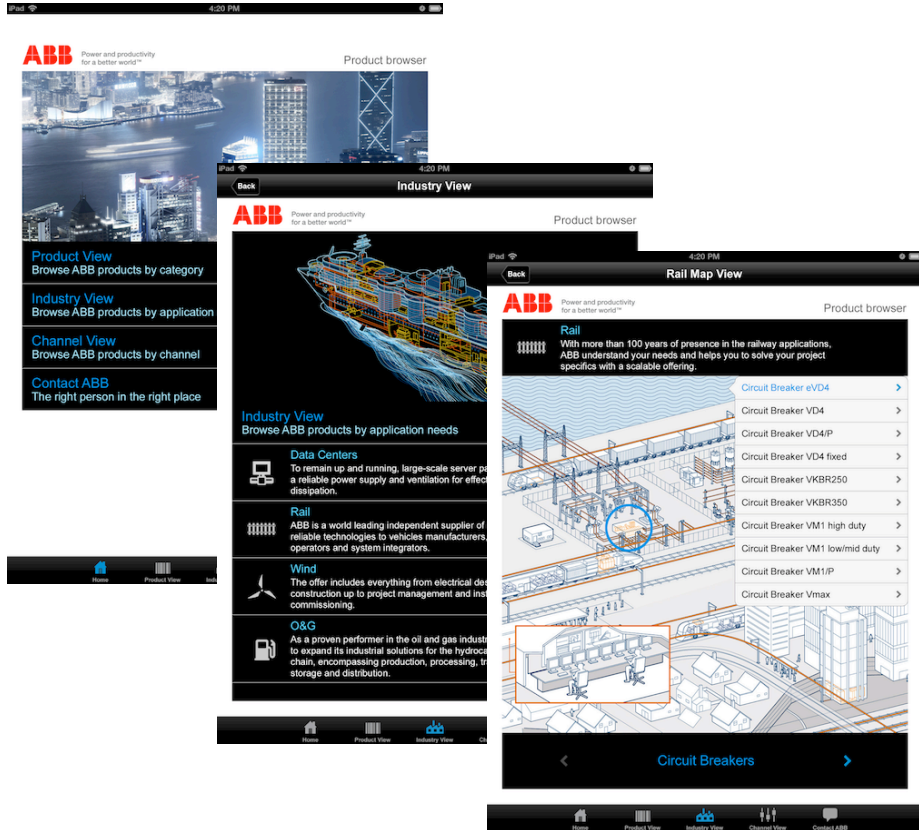 iPad 4:20 PM
ABB Power and productivity
for a better world™
Product browser
Product View
Browse ABB products by category
Industry View
Browse ABB products by application
Channel View
Browse ABB products by channel
Contact ABB
The right person in the right place
Home Product View
iPad 4:20 PM
Back Industry View
ABB Power and productivity
for a better world™
Product browser
Industry View
Browse ABB products by application needs
Data Centers
To remain up and running, large-scale server
a reliable power supply and ventilation for
dissipation.
Rail
ABB is a world leading independent supplier of
reliable technologies to vehicles manufacturers,
operators and system integrators.
Wind
The offer includes everything from electrical
construction up to project management and
commissioning.
O&G
As a proven performer in the oil and gas
to expand its industrial solutions for the
chain, encompassing production, processing,
storage and distribution.
Home Product View Industry View
iPad 4:20 PM
Back Rail Map View
ABB Power and productivity
for a better world™
Product browser
Rail
With more than 100 years of presence in the railway applications,
ABB understand your needs and helps you to solve your project
specifics with a scalable offering.
Circuit Breaker eVD4
Circuit Breaker VD4
Circuit Breaker VD4/P
Circuit Breaker VD4 fixed
Circuit Breaker VKBR250
Circuit Breaker VKBR350
Circuit Breaker VM1 high duty
Circuit Breaker VM1 low/mid duty
Circuit Breaker VM1/P
Circuit Breaker Vmax
Circuit Breakers
Home Product View Industry View Channel View Contact ABB